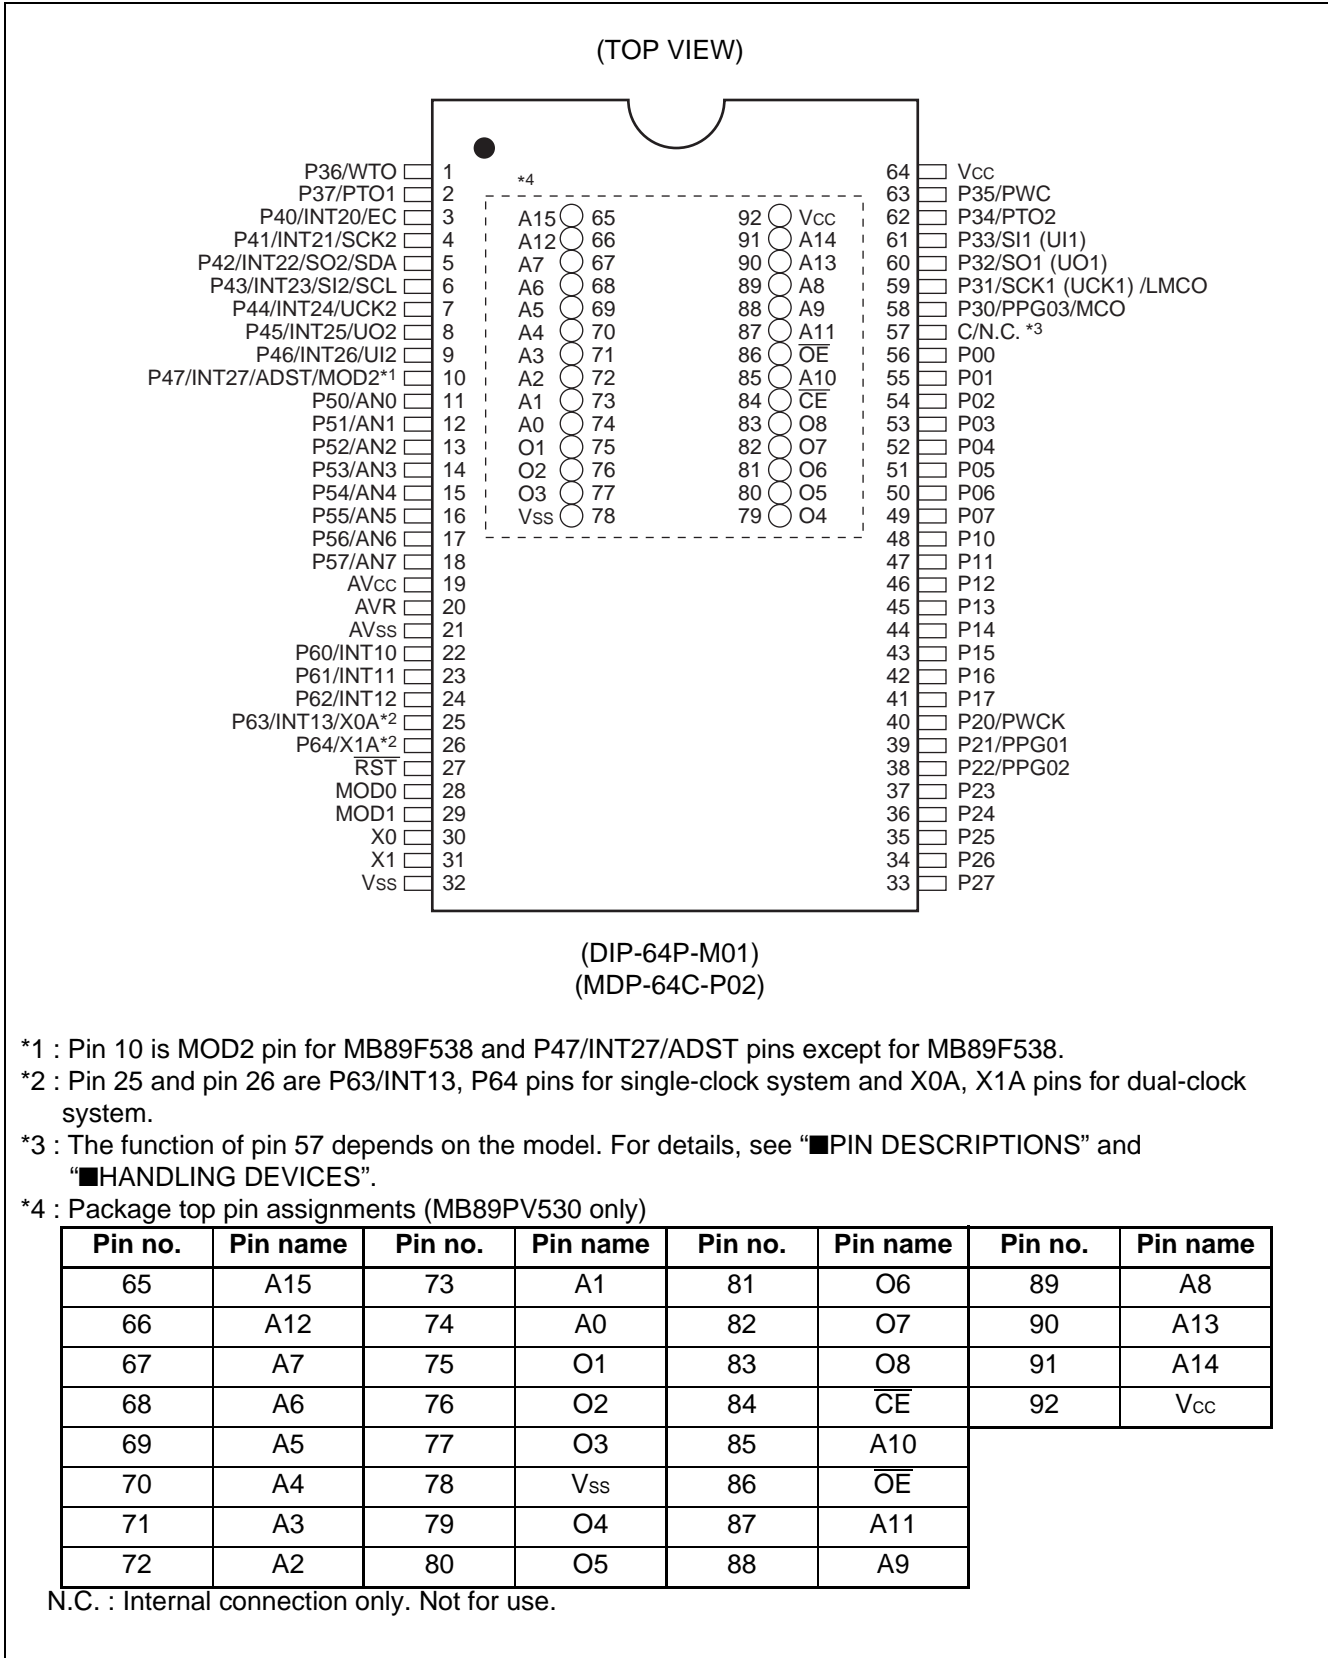 (TOP VIEW)
P36/WTO 1 64 Vcc
*4
P37/PTO1 2 63 P35/PWC
P40/INT20/EC 3 A15 65 92 Vcc 62 P34/PTO2
P41/INT21/SCK2 4 A12 66 91 A14 61 P33/SI1 (UI1)
P42/INT22/SO2/SDA 5 A7 67 90 A13 60 P32/SO1 (UO1)
P43/INT23/SI2/SCL 6 A6 68 89 A8 59 P31/SCK1 (UCK1) /LMCO
P44/INT24/UCK2 7 A5 69 88 A9 58 P30/PPG03/MCO
P45/INT25/UO2 8 A4 70 87 A11 57 C/N.C. *3
P46/INT26/UI2 9 A3 71 86 O̅E̅ 56 P00
P47/INT27/ADST/MOD2*1 10 A2 72 85 A10 55 P01
P50/AN0 11 A1 73 84 C̅E̅ 54 P02
P51/AN1 12 A0 74 83 O8 53 P03
P52/AN2 13 O1 75 82 O7 52 P04
P53/AN3 14 O2 76 81 O6 51 P05
P54/AN4 15 O3 77 80 O5 50 P06
P55/AN5 16 Vss 78 79 O4 49 P07
P56/AN6 17 48 P10
P57/AN7 18 47 P11
AVcc 19 46 P12
AVR 20 45 P13
AVss 21 44 P14
P60/INT10 22 43 P15
P61/INT11 23 42 P16
P62/INT12 24 41 P17
P63/INT13/X0A*2 25 40 P20/PWCK
P64/X1A*2 26 39 P21/PPG01
R̅S̅T̅ 27 38 P22/PPG02
MOD0 28 37 P23
MOD1 29 36 P24
X0 30 35 P25
X1 31 34 P26
Vss 32 33 P27
(DIP-64P-M01)
(MDP-64C-P02)
*1 : Pin 10 is MOD2 pin for MB89F538 and P47/INT27/ADST pins except for MB89F538.
*2 : Pin 25 and pin 26 are P63/INT13, P64 pins for single-clock system and X0A, X1A pins for dual-clock
system.
*3 : The function of pin 57 depends on the model. For details, see “■PIN DESCRIPTIONS” and
“■HANDLING DEVICES”.
*4 : Package top pin assignments (MB89PV530 only)
Pin no. Pin name Pin no. Pin name Pin no. Pin name Pin no. Pin name
65 A15 73 A1 81 O6 89 A8
66 A12 74 A0 82 O7 90 A13
67 A7 75 O1 83 O8 91 A14
68 A6 76 O2 84 C̅E̅ 92 Vcc
69 A5 77 O3 85 A10
70 A4 78 Vss 86 O̅E̅
71 A3 79 O4 87 A11
72 A2 80 O5 88 A9
N.C. : Internal connection only. Not for use.